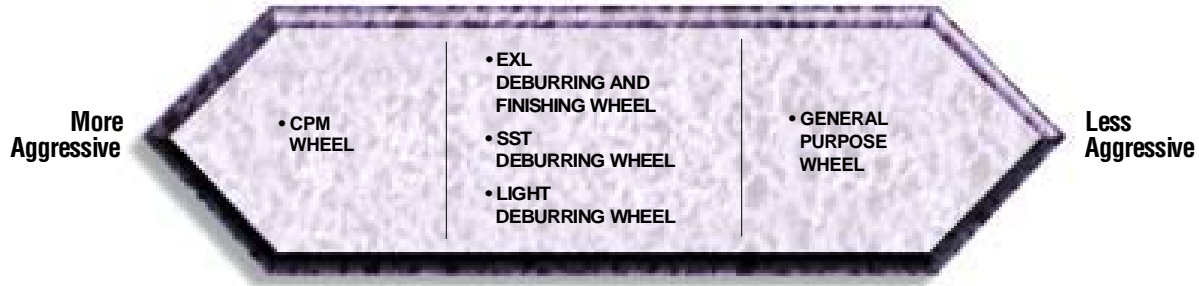 More
Aggressive
• CPM
WHEEL
• EXL
DEBURRING AND
FINISHING WHEEL
• SST
DEBURRING WHEEL
• LIGHT
DEBURRING WHEEL
• GENERAL
PURPOSE
WHEEL
Less
Aggressive